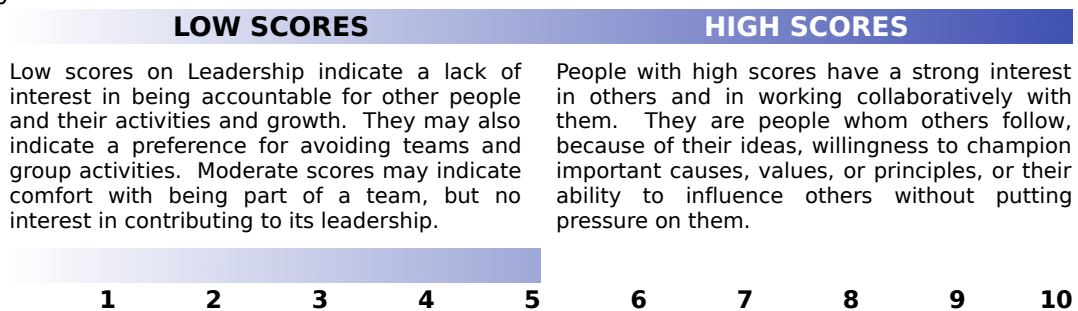 LOW SCORES
HIGH SCORES
Low scores on Leadership indicate a lack of
interest in being accountable for other people
and their activities and growth. They may also
indicate a preference for avoiding teams and
group activities. Moderate scores may indicate
comfort with being part of a team, but no
interest in contributing to its leadership.
People with high scores have a strong interest
in others and in working collaboratively with
them. They are people whom others follow,
because of their ideas, willingness to champion
important causes, values, or principles, or their
ability to influence others without putting
pressure on them.
1 2 3 4 5 6 7 8 9 10